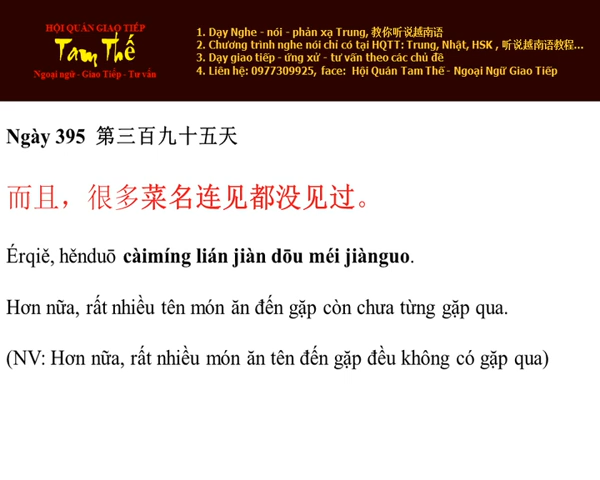 HỘI QUÁN GIAO TIẾP
Tam Thế
Ngoại ngữ - Giao Tiếp - Tư vấn
1. Dạy Nghe - nói - phản xạ Trung, 教你听说越南语
2. Chương trình nghe nói chỉ có tại HQTT: Trung, Nhật, HSK , 听说越南语教程...
3. Dạy giao tiếp - ứng xử - tư vấn theo các chủ đề
4. Liên hệ: 0977309925, face: Hội Quán Tam Thế - Ngoại Ngữ Giao Tiếp
Ngày 395 第三百九十五天
而且，很多菜名连见都没见过。
Érqiě, hěnduō càimíng lián jiàn dōu méi jiànguo.
Hơn nữa, rất nhiều tên món ăn đến gặp còn chưa từng gặp qua.
(NV: Hơn nữa, rất nhiều món ăn tên đến gặp đều không có gặp qua)